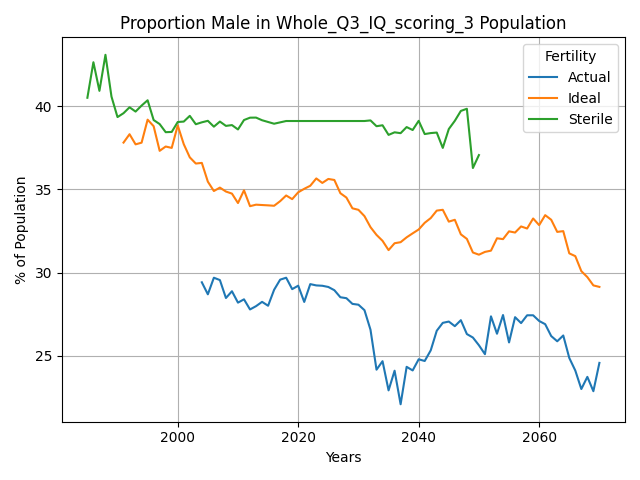 Proportion Male in Whole_Q3_IQ_scoring_3 Population
Fertility
Actual
Ideal
Sterile
% of Population
40
35
30
25
2000 2020 2040 2060
Years